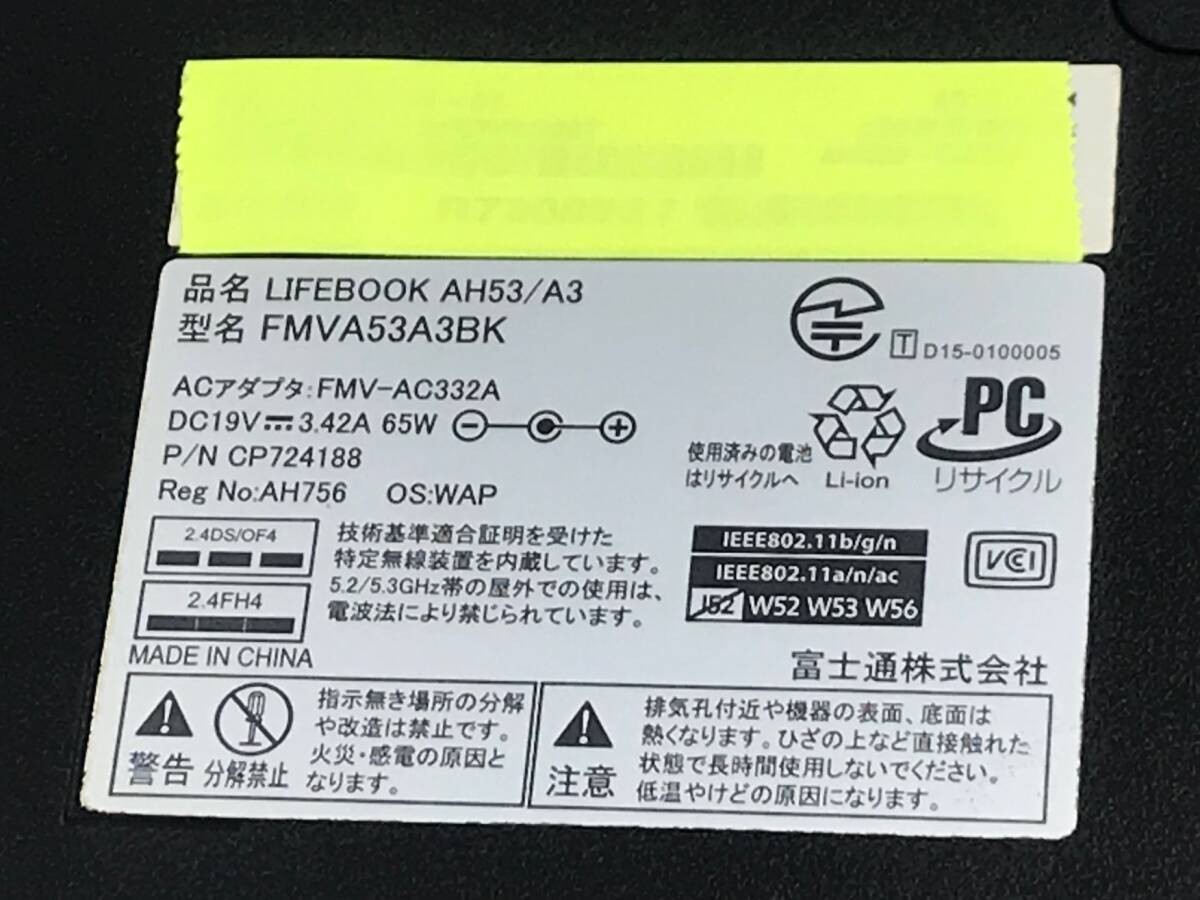 品名 LIFEBOOK AH53/A3
型名 FMVA53A3BK
T D15-0100005
ACアダプタ:FMV-AC332A
DC19V 3.42A 65W
P/N CP724188
Reg No:AH756 OS:WAP
使用済みの電池
はリサイクルへ
Li-ion
PC
リサイクル
2.4DS/OF4
2.4FH4
技術基準適合証明を受けた
特定無線装置を内蔵しています。
5.2/5.3GHz帯の屋外での使用は、
電波法により禁じられています。
IEEE802.11b/g/n
IEEE802.11a/n/ac
J52 W52 W53 W56
VCI
MADE IN CHINA
富士通株式会社
警告
分解禁止
指示無き場所の分解
や改造は禁止です。
火災・感電の原因と
なります。
注意
排気孔付近や機器の表面、底面は
熱くなります。ひざの上など直接触れた
状態で長時間使用しないでください。
低温やけどの原因になります。